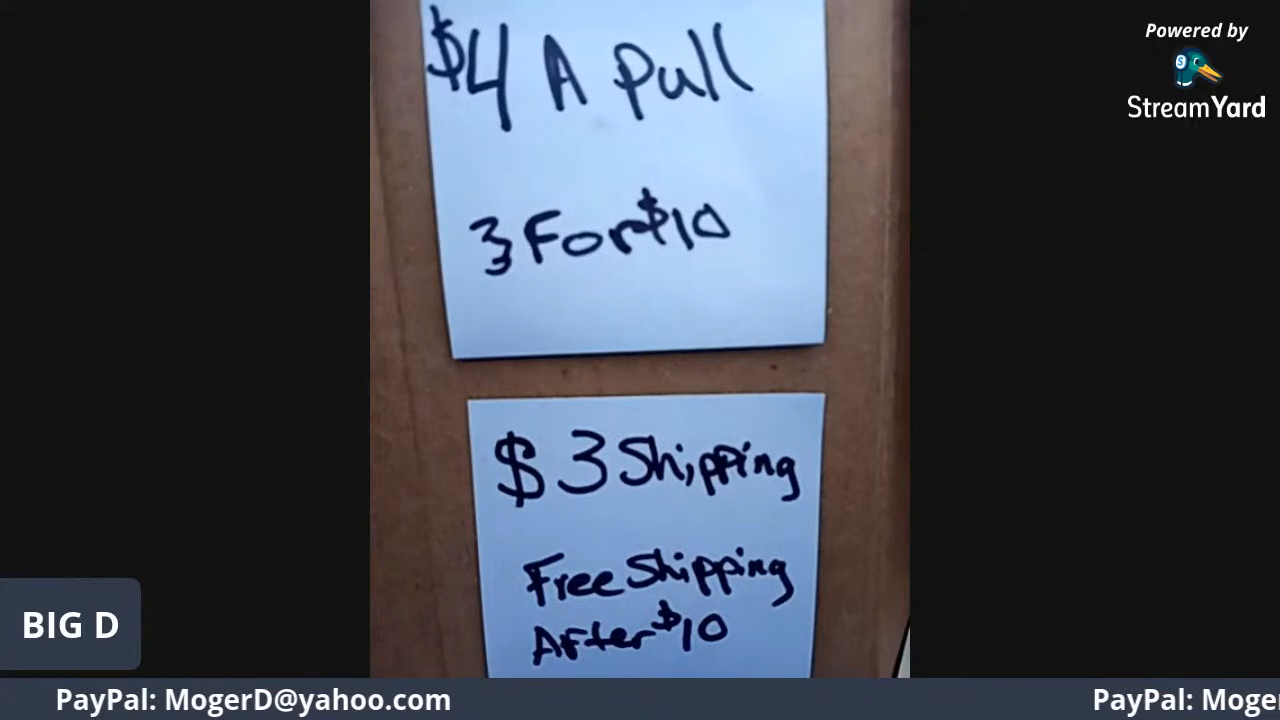 Powered by
StreamYard
$4 A Pull
3 For $10
$3 Shipping
Free Shipping
After $10
BIG D
PayPal: MogerD@yahoo.com
PayPal: Moger